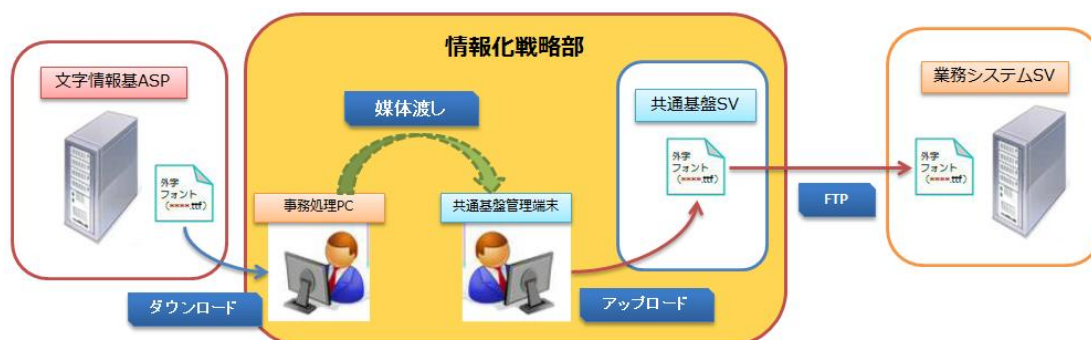 情報化戦略部
文字情報基ASP
業務システムSV
共通基盤SV
媒体渡し
外字
フォント
(****.ttf)
外字
フォント
(****.ttf)
外字
フォント
(****.ttf)
事務処理PC
共通基盤管理端末
FTP
ダウンロード
アップロード